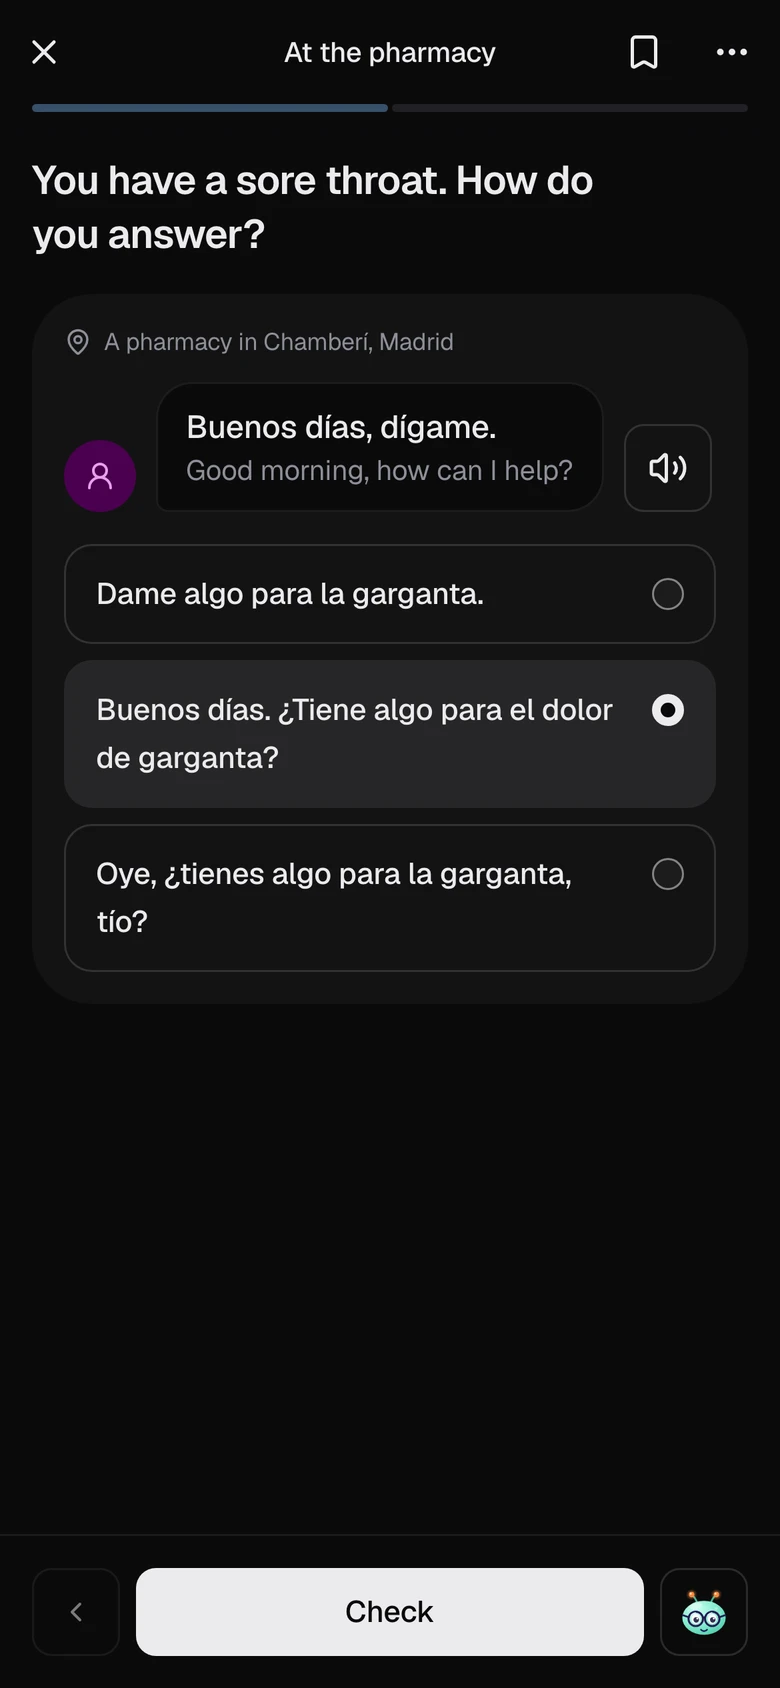 At the pharmacy
You have a sore throat. How do
you answer?
A pharmacy in Chamberí, Madrid
Buenos días, dígame.
Good morning, how can I help?
Dame algo para la garganta.
Buenos días. ¿Tiene algo para el dolor
de garganta?
Oye, ¿tienes algo para la garganta,
tío?
Check